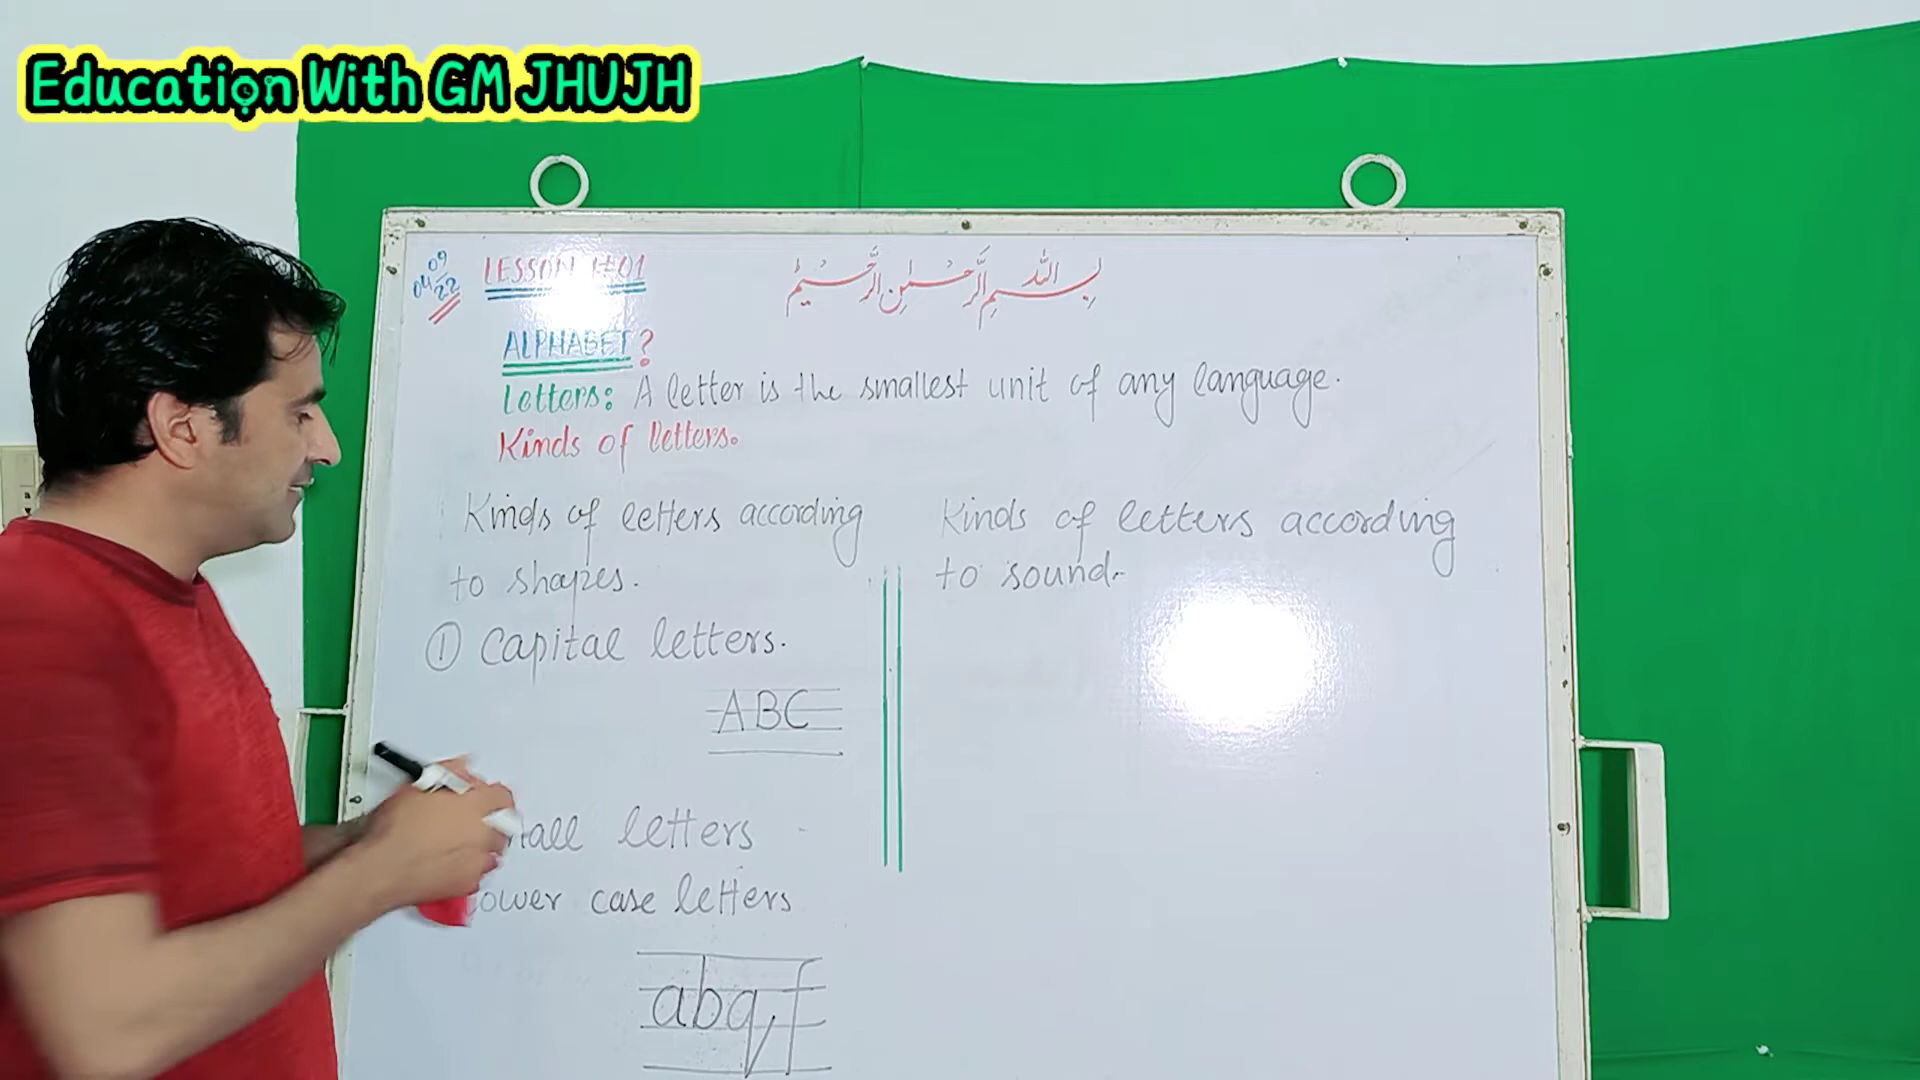 Education With GM JHUJH
04/09/22
LESSON #01
بِسْمِ اللهِ الرَّحْمٰنِ الرَّحِيْمِ
ALPHABET?
Letters: A letter is the smallest unit of any language.
Kinds of letters.
Kinds of letters according
to shapes.
① Capital letters.
ABC
letters
Lower case letters
abqf
Kinds of letters according
to sound.